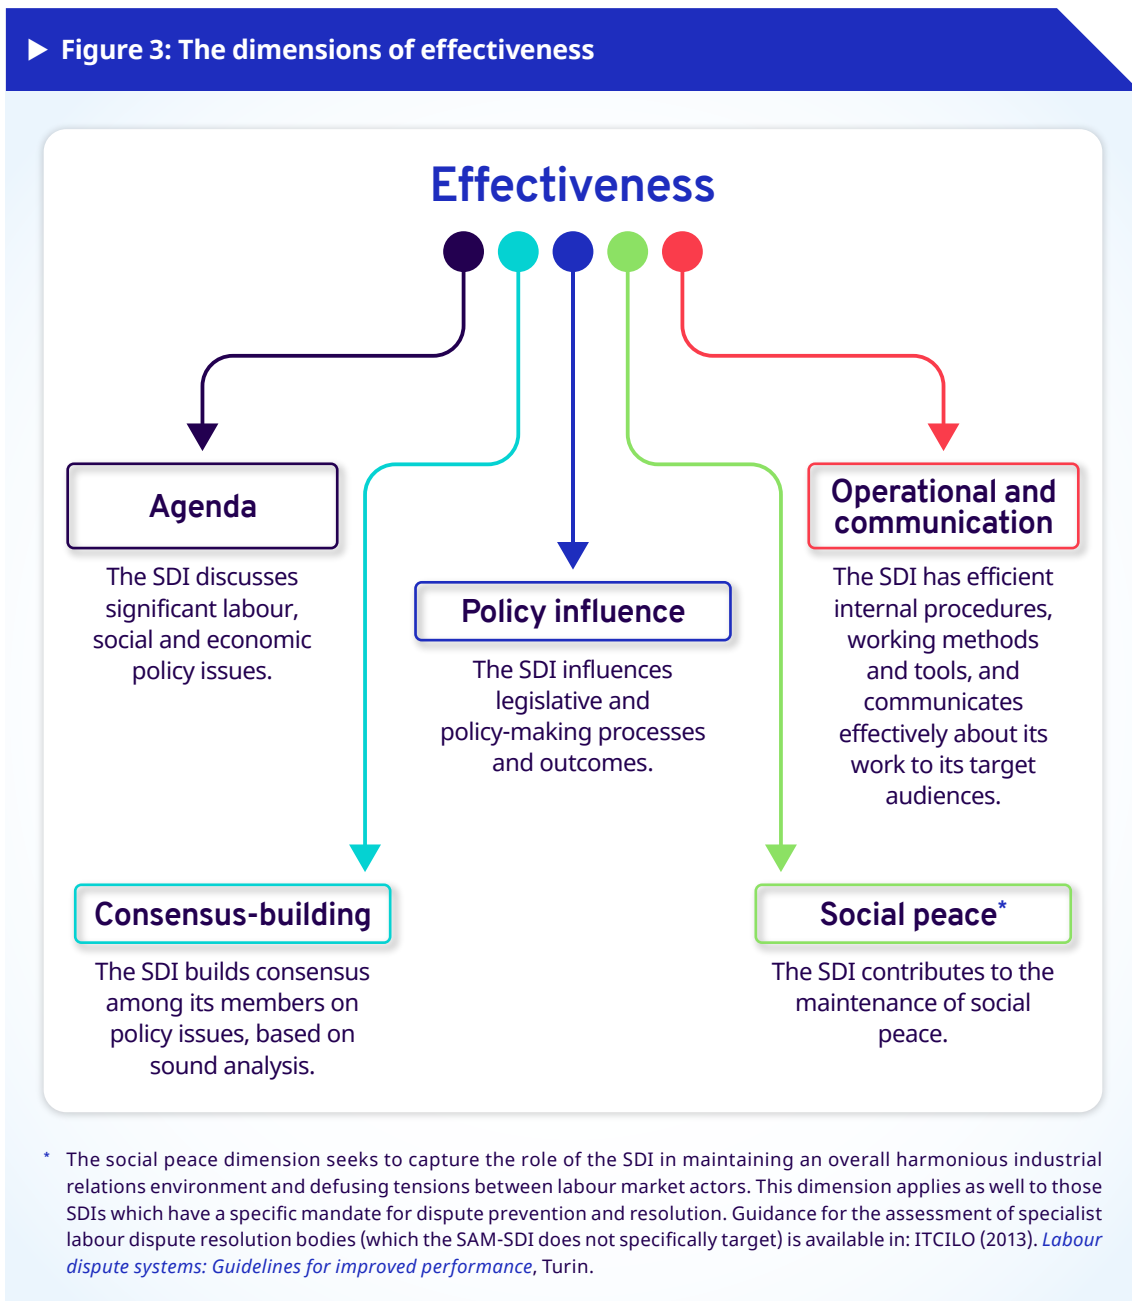 Figure 3: The dimensions of effectiveness
Effectiveness
Agenda
The SDI discusses
significant labour,
social and economic
policy issues.
Consensus-building
The SDI builds consensus
among its members on
policy issues, based on
sound analysis.
Policy influence
The SDI influences
legislative and
policy-making processes
and outcomes.
Social peace*
The SDI contributes to the
maintenance of social
peace.
Operational and
communication
The SDI has efficient
internal procedures,
working methods
and tools, and
communicates
effectively about its
work to its target
audiences.
* The social peace dimension seeks to capture the role of the SDI in maintaining an overall harmonious industrial
relations environment and defusing tensions between labour market actors. This dimension applies as well to those
SDIs which have a specific mandate for dispute prevention and resolution. Guidance for the assessment of specialist
labour dispute resolution bodies (which the SAM-SDI does not specifically target) is available in: ITCILO (2013). Labour
dispute systems: Guidelines for improved performance, Turin.